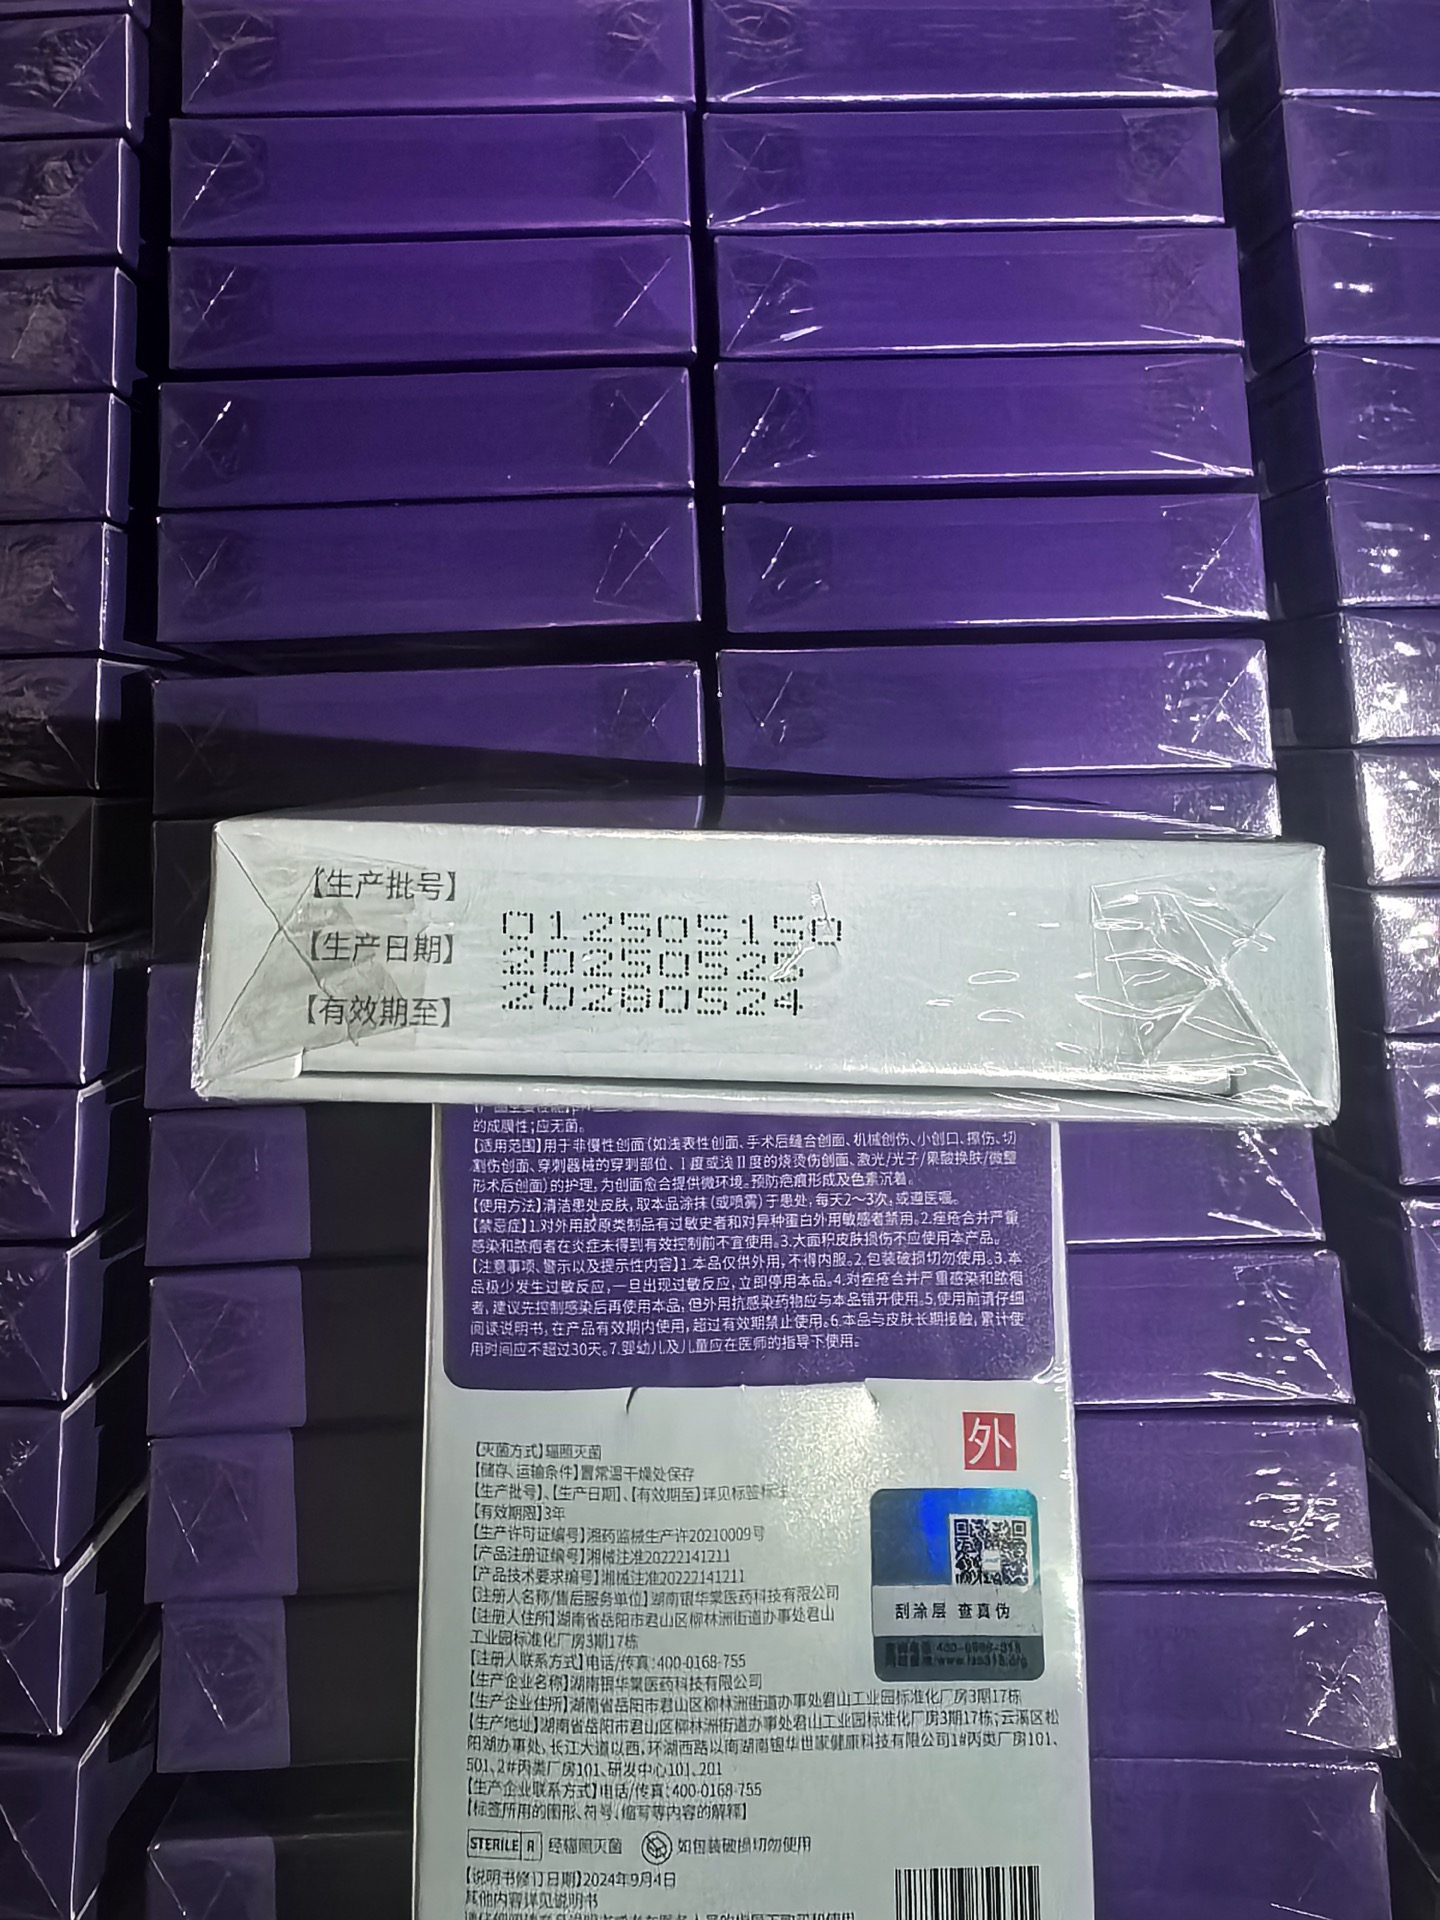 【生产批号】
【生产日期】
【有效期至】
012505150
20250525
20280524
的成膜性;应无菌。
【适用范围】用于非慢性创面(如浅表性创面、手术后缝合创面、机械创伤、小创口、擦伤、切
割伤创面、穿刺器械的穿刺部位、Ⅰ度或浅Ⅱ度的烧烫伤创面、激光/光子/果酸换肤/微整
形术后创面)的护理,为创面愈合提供微环境。预防疤痕形成及色素沉着。
【使用方法】清洁患处皮肤,取本品涂抹(或喷雾)于患处,每天2~3次,或遵医嘱。
【禁忌症】1.对外用胶原类制品有过敏史者和对异种蛋白外用敏感者禁用。2.痤疮合并严重
感染和脓疱者在炎症未得到有效控制前不宜使用。3.大面积皮肤损伤不应使用本产品。
【注意事项、警示以及提示性内容】1.本品仅供外用,不得内服。2.包装破损切勿使用。3.本
品极少发生过敏反应,一旦出现过敏反应,立即停用本品。4.对痤疮合并严重感染和脓疱
者,建议先控制感染后再使用本品,但外用抗感染药物应与本品错开使用。5.使用前请仔细
阅读说明书,在产品有效期内使用,超过有效期禁止使用。6.本品与皮肤长期接触,累计使
用时间应不超过30天。7.婴幼儿及儿童应在医师的指导下使用。
外
【灭菌方式】辐照灭菌
【储存、运输条件】置常温干燥处保存
【生产批号】、【生产日期】、【有效期至】详见标签标注
【有效期限】3年
【生产许可证编号】湘药监械生产许20210009号
【产品注册证编号】湘械注准20222141211
【产品技术要求编号】湘械注准20222141211
【注册人名称/售后服务单位】湖南银华棠医药科技有限公司
【注册人住所】湖南省岳阳市君山区柳林洲街道办事处君山
工业园标准化厂房3期17栋
【注册人联系方式】电话/传真:400-0168-755
【生产企业名称】湖南银华棠医药科技有限公司
【生产企业住所】湖南省岳阳市君山区柳林洲街道办事处君山工业园标准化厂房3期17栋
【生产地址】湖南省岳阳市君山区柳林洲街道办事处君山工业园标准化厂房3期17栋;云溪区松
阳湖办事处,长江大道以西,环湖西路以南湖南银华世家健康科技有限公司1#丙类厂房101、
501、2#丙类厂房101、研发中心101、201
【生产企业联系方式】电话/传真:400-0168-755
【标签所用的图形、符号、缩写等内容的解释】
刮涂层 查真伪
STERILE R 经辐照灭菌 如包装破损切勿使用
【说明书修订日期】2024年9月4日
其他内容详见说明书